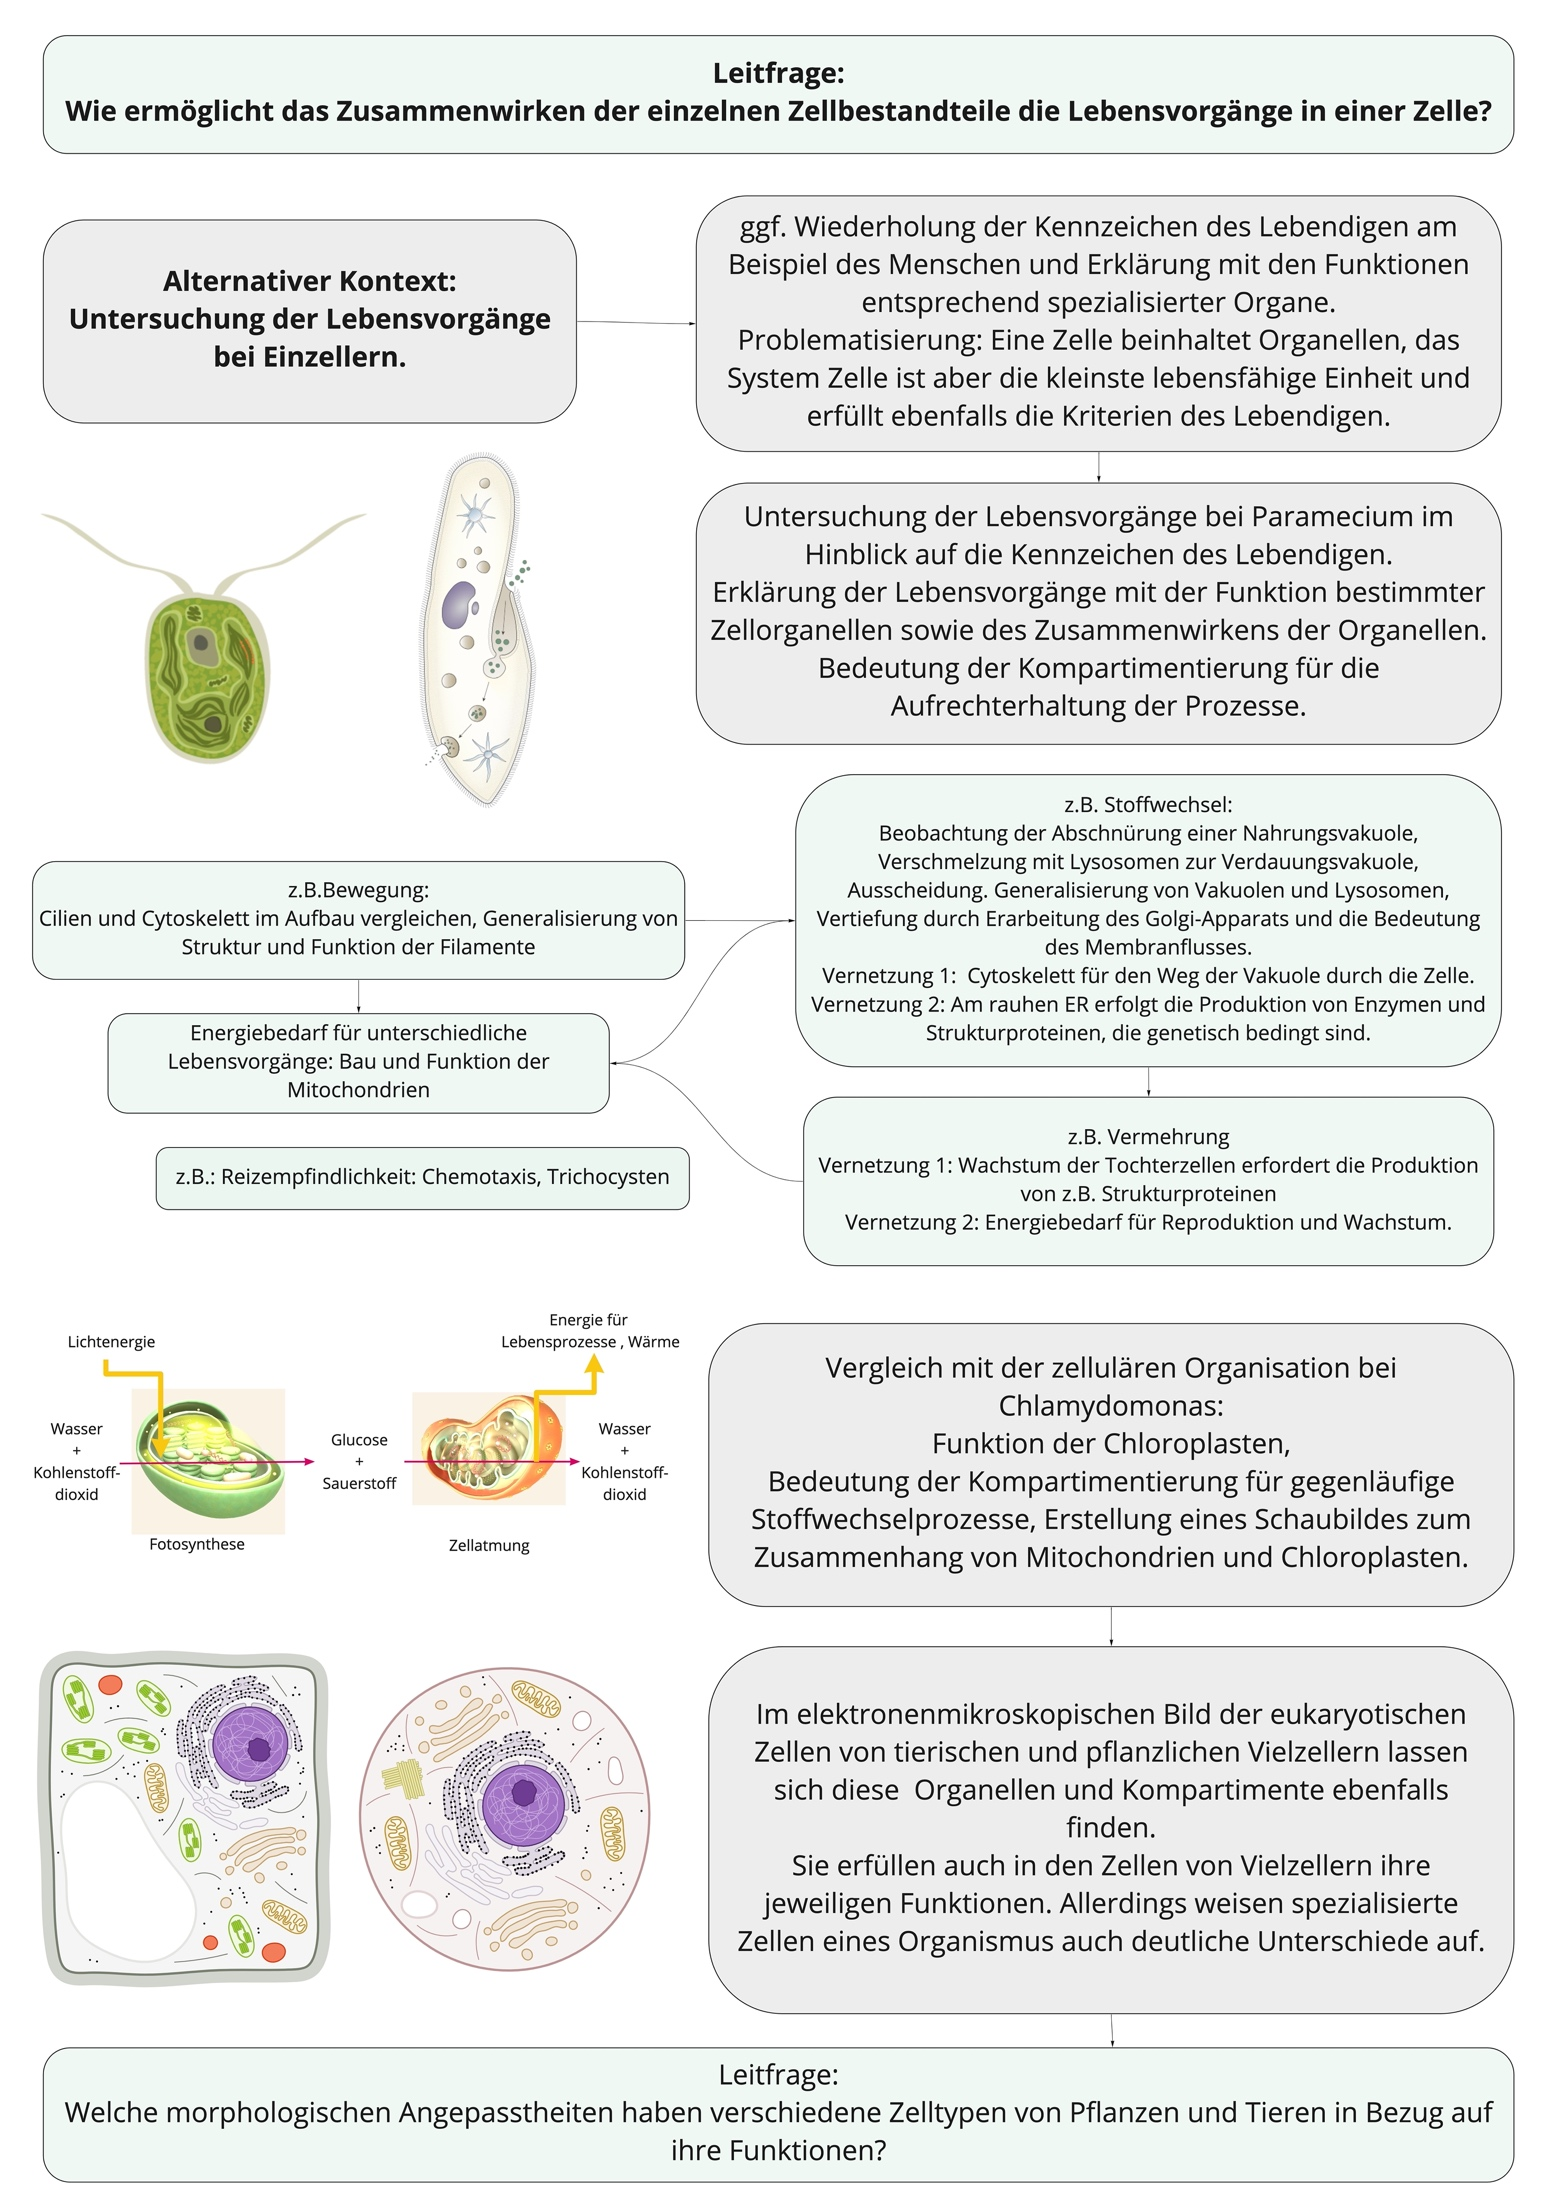 Leitfrage:
Wie ermöglicht das Zusammenwirken der einzelnen Zellbestandteile die Lebensvorgänge in einer Zelle?
Alternativer Kontext:
Untersuchung der Lebensvorgänge
bei Einzellern.
ggf. Wiederholung der Kennzeichen des Lebendigen am
Beispiel des Menschen und Erklärung mit den Funktionen
entsprechend spezialisierter Organe.
Problematisierung: Eine Zelle beinhaltet Organellen, das
System Zelle ist aber die kleinste lebensfähige Einheit und
erfüllt ebenfalls die Kriterien des Lebendigen.
Untersuchung der Lebensvorgänge bei Paramecium im
Hinblick auf die Kennzeichen des Lebendigen.
Erklärung der Lebensvorgänge mit der Funktion bestimmter
Zellorganellen sowie des Zusammenwirkens der Organellen.
Bedeutung der Kompartimentierung für die
Aufrechterhaltung der Prozesse.
z.B.Bewegung:
Cilien und Cytoskelett im Aufbau vergleichen, Generalisierung von
Struktur und Funktion der Filamente
z.B. Stoffwechsel:
Beobachtung der Abschnürung einer Nahrungsvakuole,
Verschmelzung mit Lysosomen zur Verdauungsvakuole,
Ausscheidung. Generalisierung von Vakuolen und Lysosomen,
Vertiefung durch Erarbeitung des Golgi-Apparats und die Bedeutung
des Membranflusses.
Vernetzung 1:  Cytoskelett für den Weg der Vakuole durch die Zelle.
Vernetzung 2: Am rauhen ER erfolgt die Produktion von Enzymen und
Strukturproteinen, die genetisch bedingt sind.
Energiebedarf für unterschiedliche
Lebensvorgänge: Bau und Funktion der
Mitochondrien
z.B.: Reizempfindlichkeit: Chemotaxis, Trichocysten
z.B. Vermehrung
Vernetzung 1: Wachstum der Tochterzellen erfordert die Produktion
von z.B. Strukturproteinen
Vernetzung 2: Energiebedarf für Reproduktion und Wachstum.
Lichtenergie
Energie für
Lebensprozesse , Wärme
Wasser
+
Kohlenstoff-
dioxid
Glucose
+
Sauerstoff
Wasser
+
Kohlenstoff-
dioxid
Fotosynthese
Zellatmung
Vergleich mit der zellulären Organisation bei
Chlamydomonas:
Funktion der Chloroplasten,
Bedeutung der Kompartimentierung für gegenläufige
Stoffwechselprozesse, Erstellung eines Schaubildes zum
Zusammenhang von Mitochondrien und Chloroplasten.
Im elektronenmikroskopischen Bild der eukaryotischen
Zellen von tierischen und pflanzlichen Vielzellern lassen
sich diese  Organellen und Kompartimente ebenfalls
finden.
Sie erfüllen auch in den Zellen von Vielzellern ihre
jeweiligen Funktionen. Allerdings weisen spezialisierte
Zellen eines Organismus auch deutliche Unterschiede auf.
Leitfrage:
Welche morphologischen Angepasstheiten haben verschiedene Zelltypen von Pflanzen und Tieren in Bezug auf
ihre Funktionen?